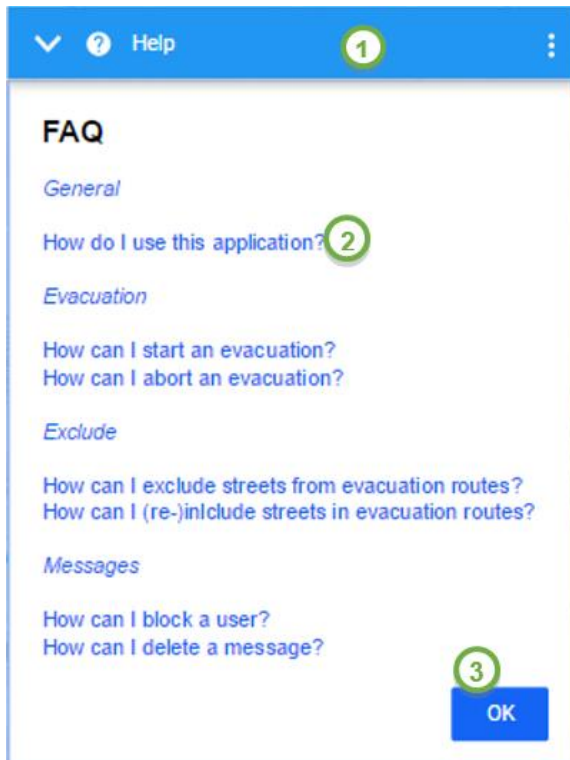 ? Help 1
FAQ
General
How do I use this application? 2
Evacuation
How can I start an evacuation?
How can I abort an evacuation?
Exclude
How can I exclude streets from evacuation routes?
How can I (re-)inlclude streets in evacuation routes?
Messages
How can I block a user?
How can I delete a message?
3
OK